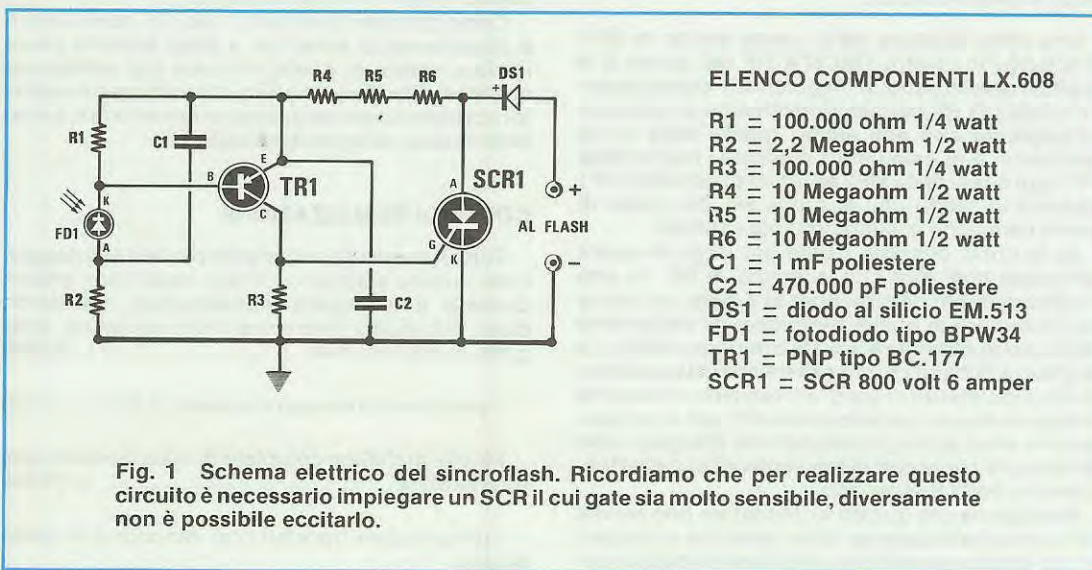 R4 R5 R6 DS1
+
R1
C1
E
B
TR1
C
K
FD1
A
A
SCR1
G
K
+
AL FLASH
−
R2
R3
C2
ELENCO COMPONENTI LX.608
R1 = 100.000 ohm 1/4 watt
R2 = 2,2 Megaohm 1/2 watt
R3 = 100.000 ohm 1/4 watt
R4 = 10 Megaohm 1/2 watt
R5 = 10 Megaohm 1/2 watt
R6 = 10 Megaohm 1/2 watt
C1 = 1 mF poliestere
C2 = 470.000 pF poliestere
DS1 = diodo al silicio EM.513
FD1 = fotodiodo tipo BPW34
TR1 = PNP tipo BC.177
SCR1 = SCR 800 volt 6 amper
Fig. 1 Schema elettrico del sincroflash. Ricordiamo che per realizzare questo
circuito è necessario impiegare un SCR il cui gate sia molto sensibile, diversamente
non è possibile eccitarlo.